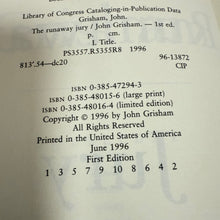 Library of Congress Cataloging-in-Publication Data
Grisham, John.
The runaway jury / John Grisham. — 1st ed.
p. cm.
I. Title.
PS3557.R5355R8 1996
813'.54—dc20 96-13872
CIP
ISBN 0-385-47294-3
ISBN 0-385-48015-6 (large print)
ISBN 0-385-48016-4 (limited edition)
Copyright © 1996 by John Grisham
All Rights Reserved
Printed in the United States of America
June 1996
First Edition
1 3 5 7 9 10 8 6 4 2